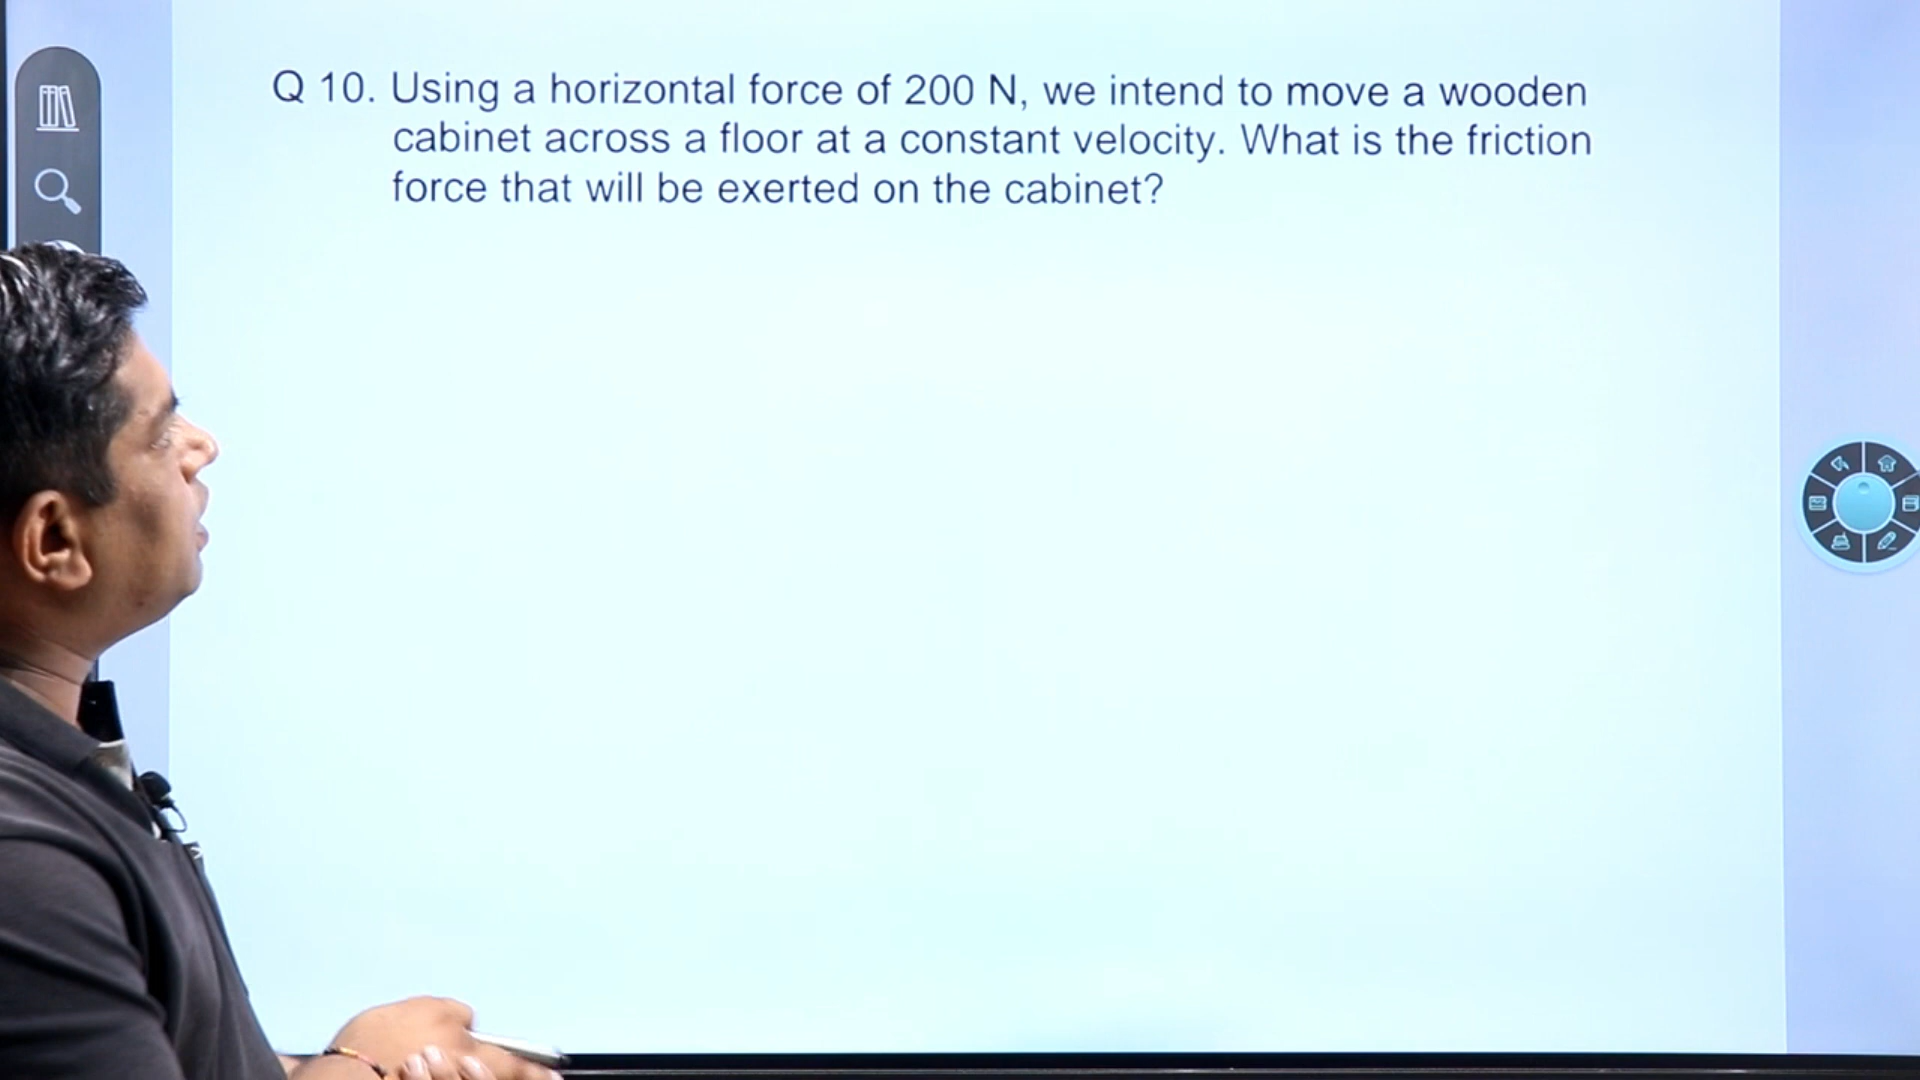 Q 10. Using a horizontal force of 200 N, we intend to move a wooden
cabinet across a floor at a constant velocity. What is the friction
force that will be exerted on the cabinet?